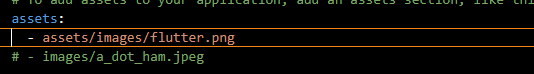 # To add assets to your application, add an assets section, like thi
assets:
- assets/images/flutter.png
# - images/a_dot_ham.jpeg